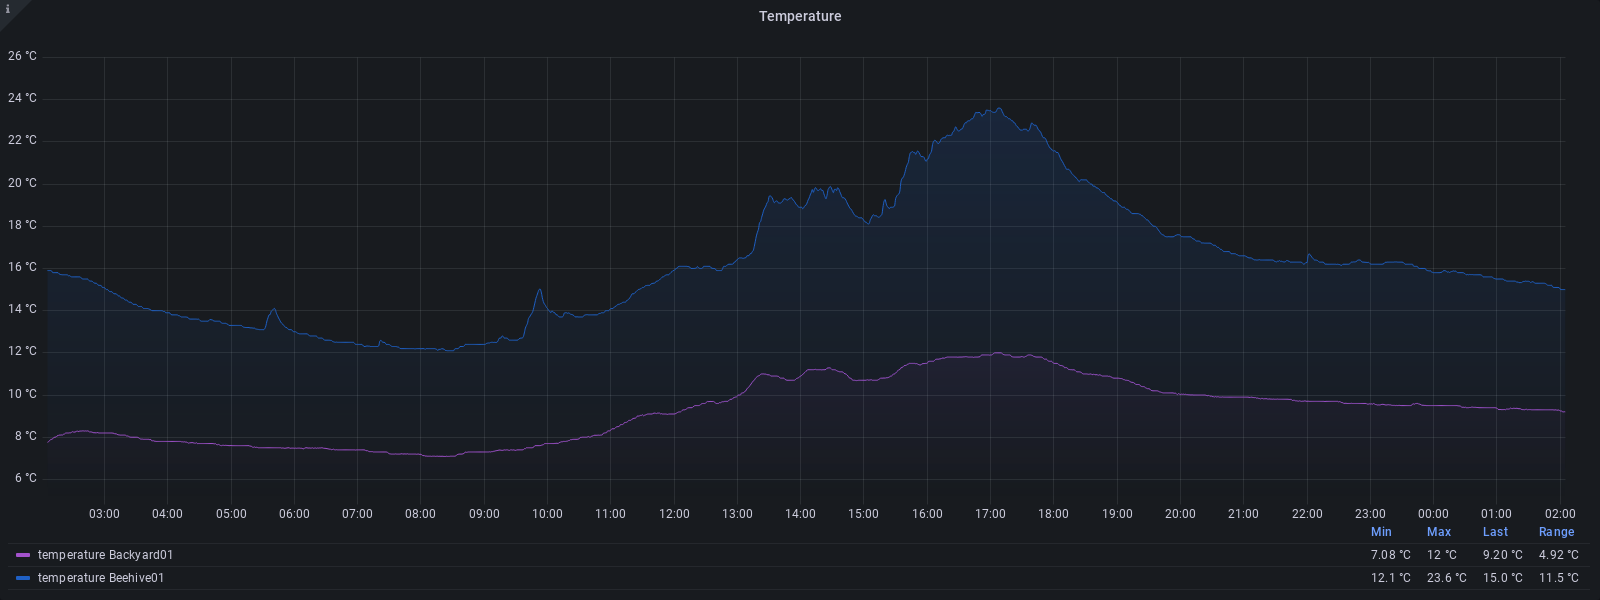 i
Temperature
26 °C
24 °C
22 °C
20 °C
18 °C
16 °C
14 °C
12 °C
10 °C
8 °C
6 °C
03:00 04:00 05:00 06:00 07:00 08:00 09:00 10:00 11:00 12:00 13:00 14:00 15:00 16:00 17:00 18:00 19:00 20:00 21:00 22:00 23:00 00:00 01:00 02:00
Min Max Last Range
temperature Backyard01 7.08 °C 12 °C 9.20 °C 4.92 °C
temperature Beehive01 12.1 °C 23.6 °C 15.0 °C 11.5 °C